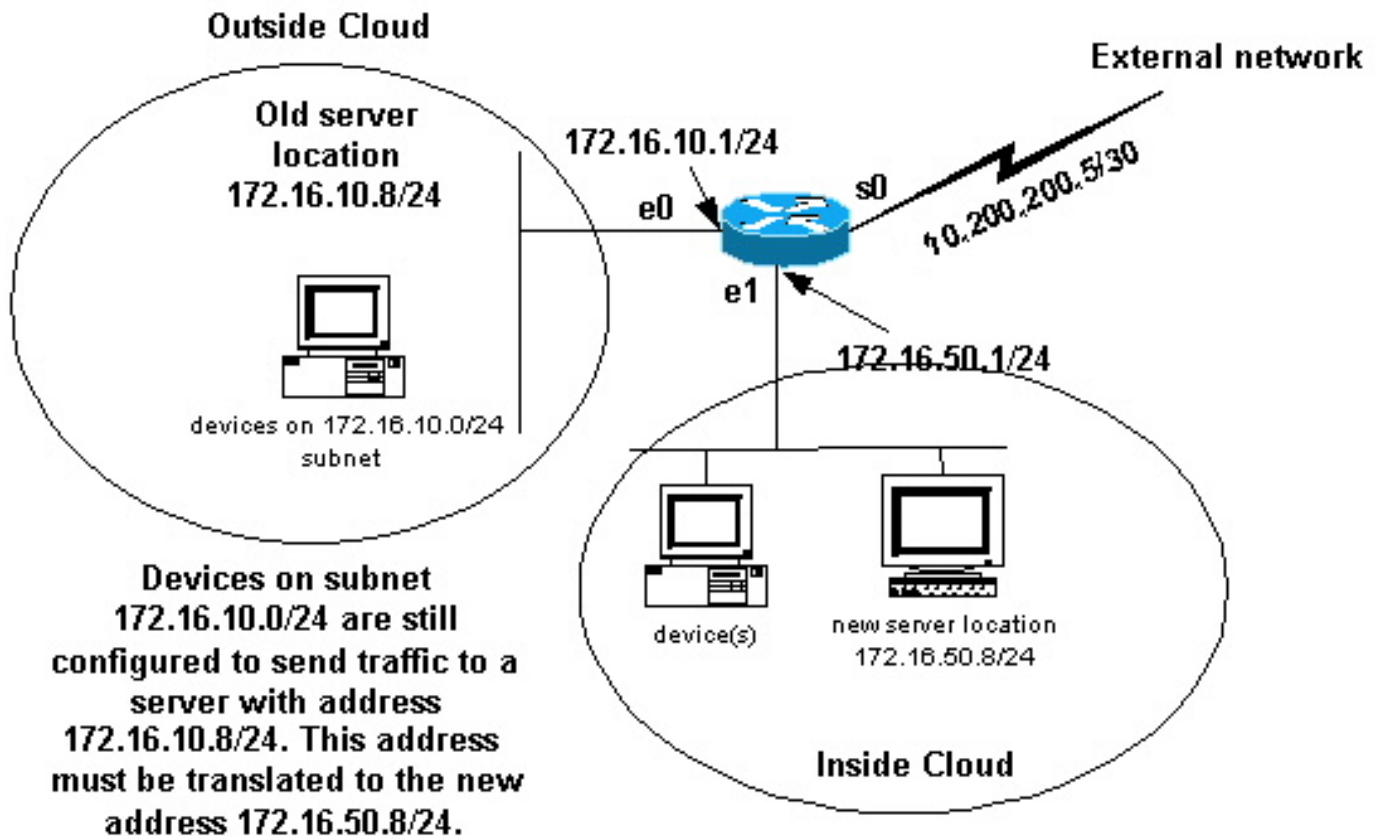 Outside Cloud
External network
Old server
location
172.16.10.8/24
172.16.10.1/24
e0
s0
10.200.200.5/30
e1
172.16.50.1/24
devices on 172.16.10.0/24
subnet
Devices on subnet
172.16.10.0/24 are still
configured to send traffic to a
server with address
172.16.10.8/24. This address
must be translated to the new
address 172.16.50.8/24.
device(s)
new server location
172.16.50.8/24
Inside Cloud